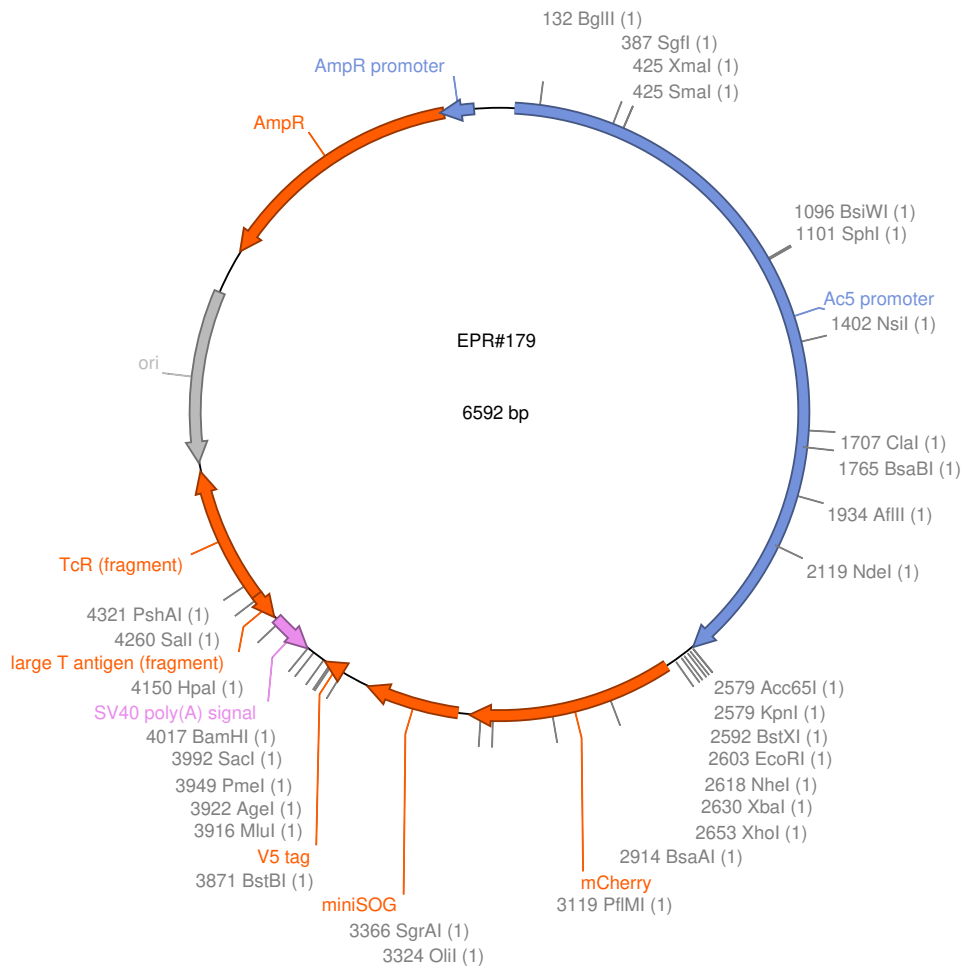 132 BglII (1)
387 SgfI (1)
425 XmaI (1)
425 SmaI (1)
AmpR promoter
AmpR
1096 BsiWI (1)
1101 SphI (1)
Ac5 promoter
1402 NsiI (1)
EPR#179
6592 bp
ori
1707 ClaI (1)
1765 BsaBI (1)
1934 AflII (1)
2119 NdeI (1)
TcR (fragment)
4321 PshAI (1)
4260 SalI (1)
large T antigen (fragment)
4150 HpaI (1)
SV40 poly(A) signal
4017 BamHI (1)
3992 SacI (1)
3949 PmeI (1)
3922 AgeI (1)
3916 MluI (1)
V5 tag
3871 BstBI (1)
miniSOG
3366 SgrAI (1)
3324 OliI (1)
2579 Acc65I (1)
2579 KpnI (1)
2592 BstXI (1)
2603 EcoRI (1)
2618 NheI (1)
2630 XbaI (1)
2653 XhoI (1)
2914 BsaAI (1)
mCherry
3119 PflMI (1)